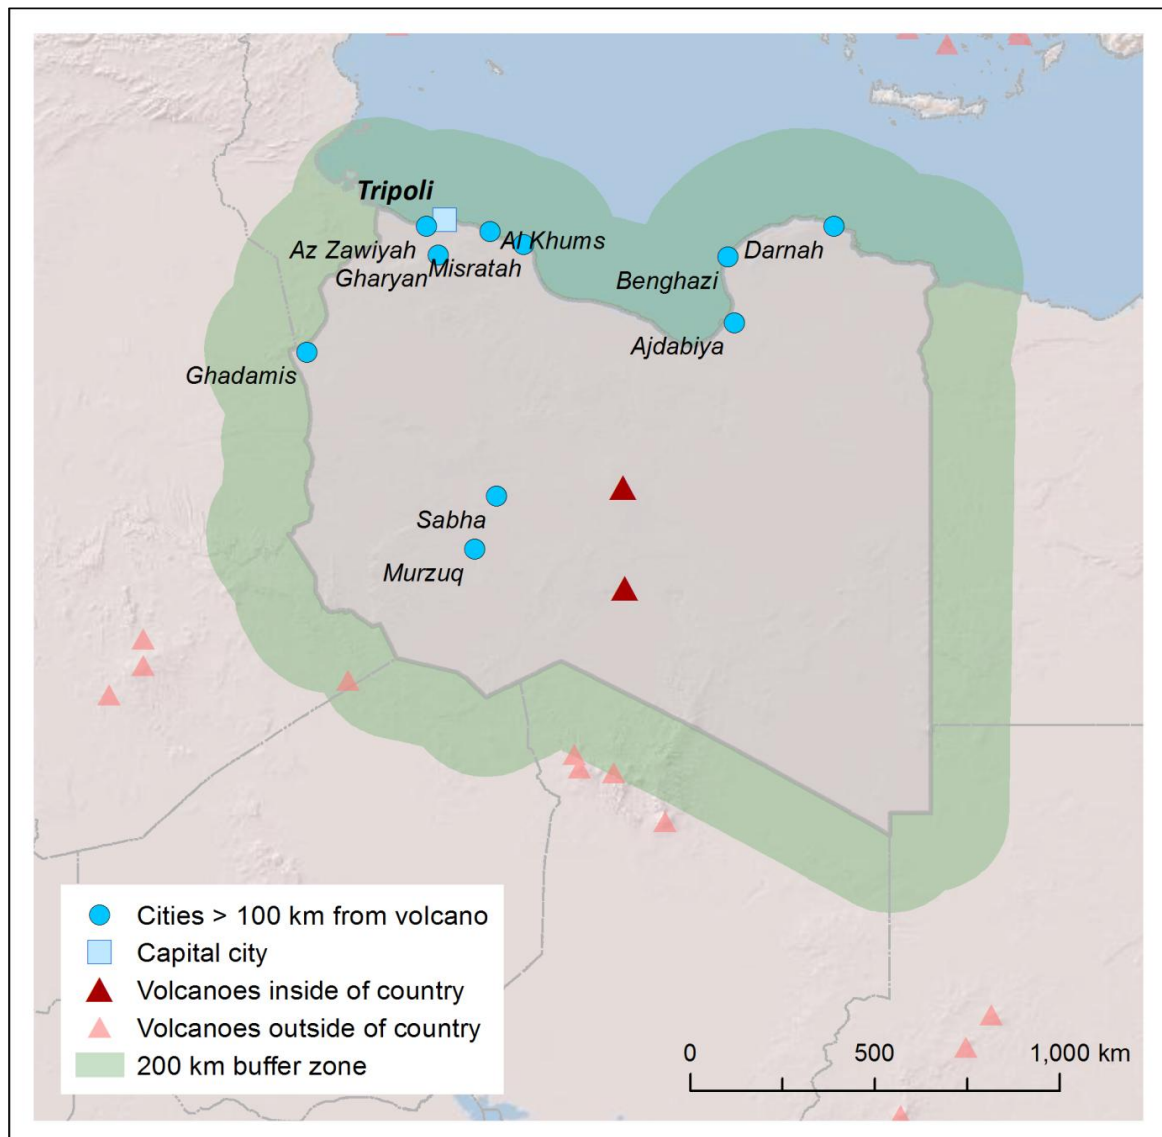 Tripoli
Az Zawiyah
Al Khums
Gharyan
Misratah
Darnah
Benghazi
Ajdabiya
Ghadamis
Sabha
Murzuq
Cities > 100 km from volcano
Capital city
Volcanoes inside of country
Volcanoes outside of country
200 km buffer zone
0 500 1,000 km